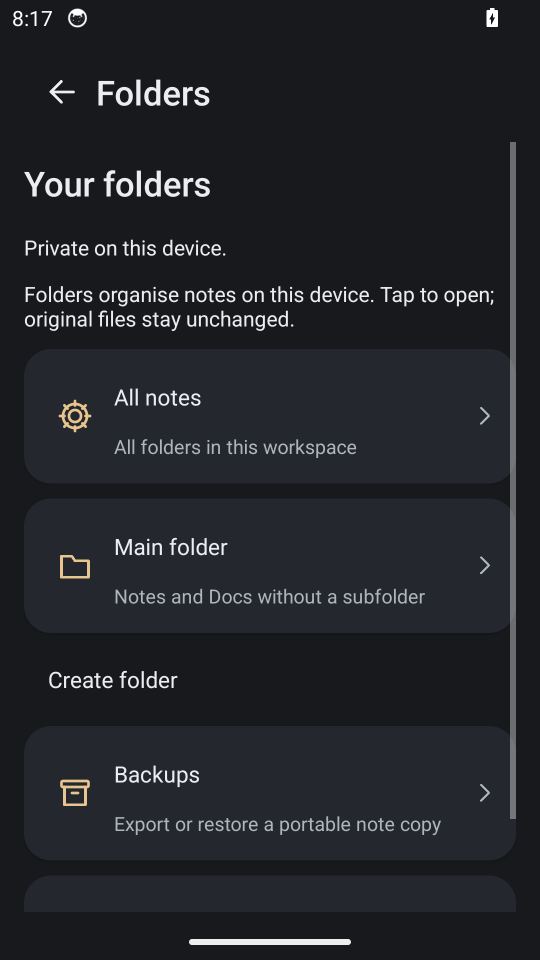 8:17
Folders
Your folders
Private on this device.
Folders organise notes on this device. Tap to open;
original files stay unchanged.
All notes
All folders in this workspace
Main folder
Notes and Docs without a subfolder
Create folder
Backups
Export or restore a portable note copy